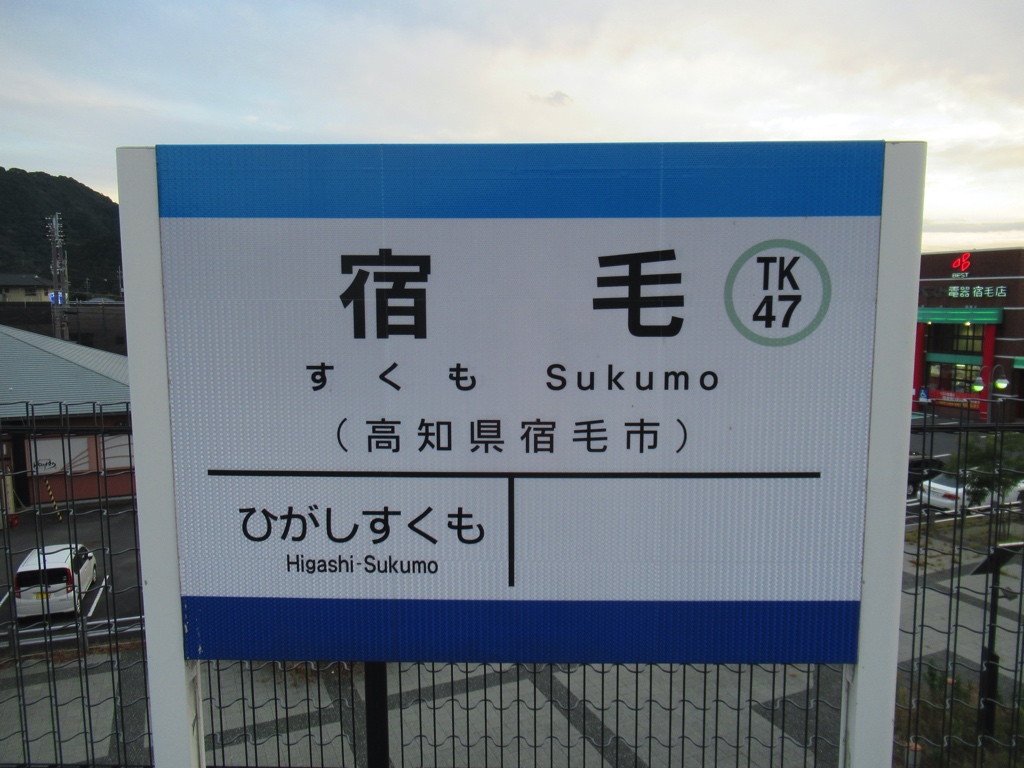 宿毛
TK
47
すくも Sukumo
（高知県宿毛市）
ひがしすくも
Higashi-Sukumo
BEST
電器宿毛店